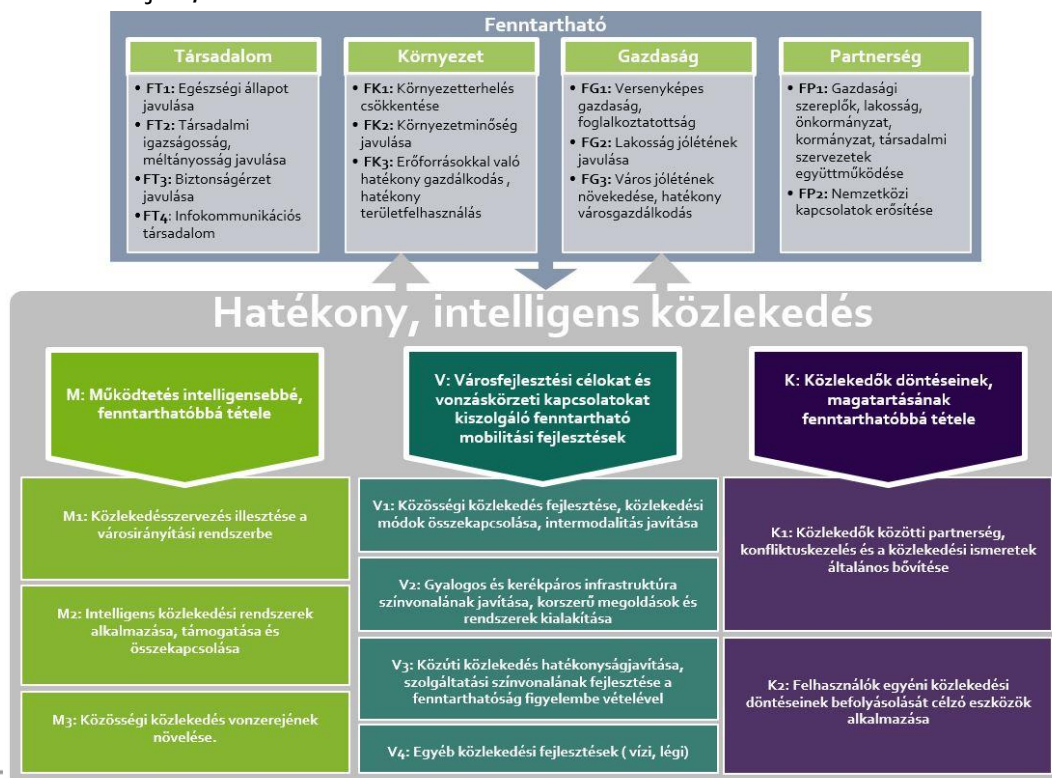 Fenntartható
Társadalom
• FT1: Egészségi állapot
javulása
• FT2: Társadalmi
igazságosság,
méltányosság javulása
• FT3: Biztonságérzet
javulása
• FT4: Infokommunikációs
társadalom
Környezet
• FK1: Környezetterhelés
csökkentése
• FK2: Környezetminőség
javulása
• FK3: Erőforrásokkal való
hatékony gazdálkodás ,
hatékony
területfelhasználás
Gazdaság
• FG1: Versenyképes
gazdaság,
foglalkoztatottság
• FG2: Lakosság jólétének
javulása
• FG3: Város jólétének
növekedése, hatékony
városgazdálkodás
Partnerség
• FP1: Gazdasági
szereplők, lakosság,
önkormányzat,
kormányzat, társadalmi
szervezetek
együttműködése
• FP2: Nemzetközi
kapcsolatok erősítése
Hatékony, intelligens közlekedés
M: Működtetés intelligensebbé,
fenntarthatóbbá tétele
M1: Közlekedésszervezés illesztése a
városirányítási rendszerbe
M2: Intelligens közlekedési rendszerek
alkalmazása, támogatása és
összekapcsolása
M3: Közösségi közlekedés vonzerejének
növelése.
V: Városfejlesztési célokat és
vonzáskörzeti kapcsolatokat
kiszolgáló fenntartható
mobilitási fejlesztések
V1: Közösségi közlekedés fejlesztése, közlekedési
módok összekapcsolása, intermodalitás javítása
V2: Gyalogos és kerékpáros infrastruktúra
színvonalának javítása, korszerű megoldások és
rendszerek kialakítása
V3: Közúti közlekedés hatékonyságjavítása,
szolgáltatási színvonalának fejlesztése a
fenntarthatóság figyelembe vételével
V4: Egyéb közlekedési fejlesztések ( vízi, légi)
K: Közlekedők döntéseinek,
magatartásának
fenntarthatóbbá tétele
K1: Közlekedők közötti partnerség,
konfliktuskezelés és a közlekedési ismeretek
általános bővítése
K2: Felhasználók egyéni közlekedési
döntéseinek befolyásolását célzó eszközök
alkalmazása